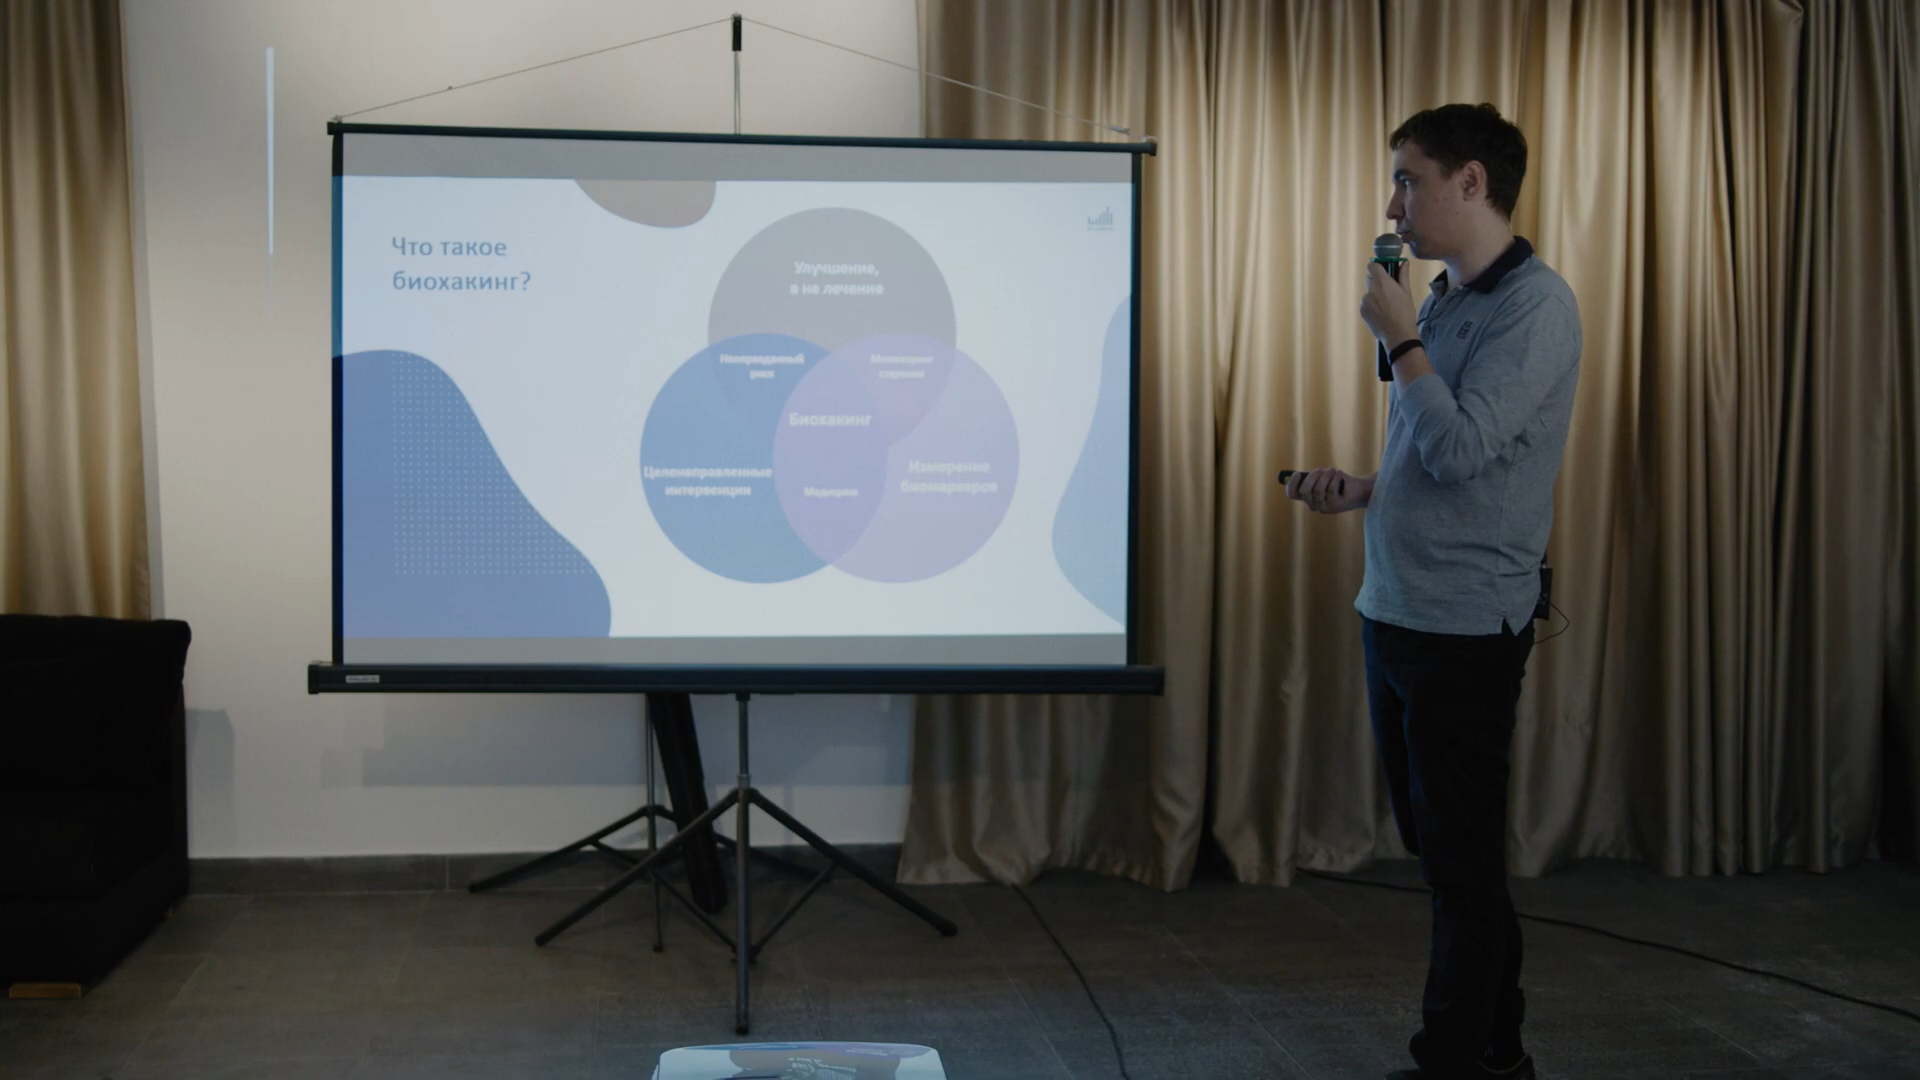 Что такое
биохакинг?
Улучшение,
а не лечение
Неоправданный
риск
Мониторинг
старения
Биохакинг
Целенаправленные
интервенции
Медицина
Измерение
биомаркеров